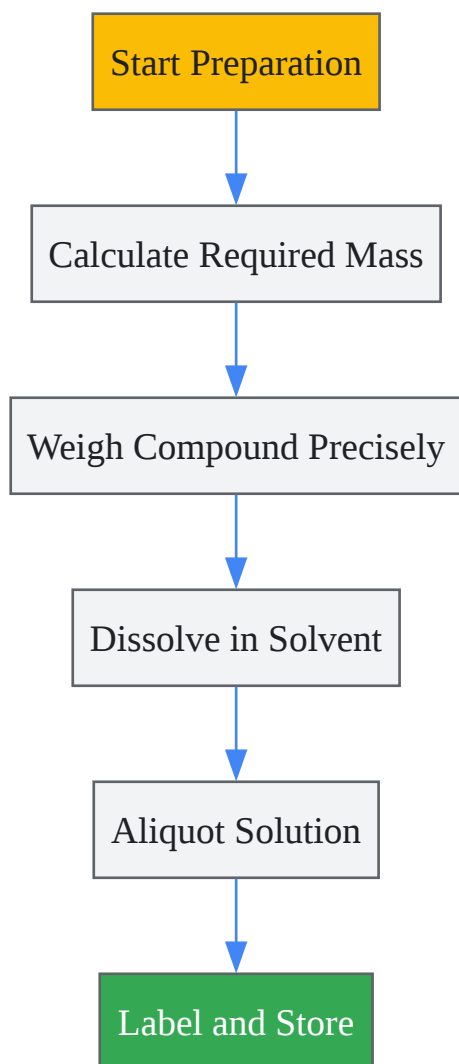 Start Preparation
Calculate Required Mass
Weigh Compound Precisely
Dissolve in Solvent
Aliquot Solution
Label and Store